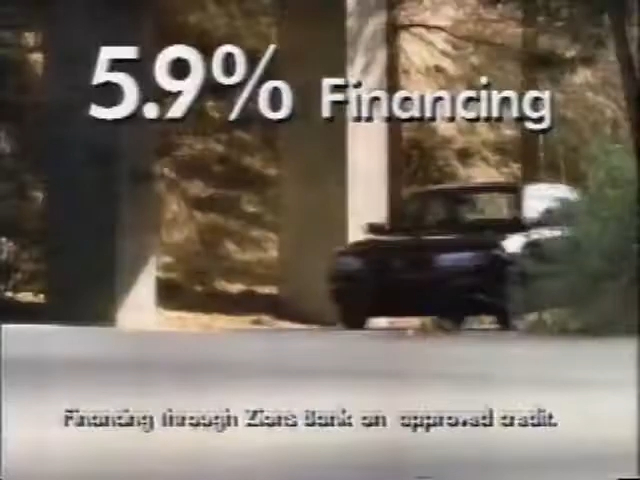 5.9% Financing
Financing through Zions Bank on approved credit.